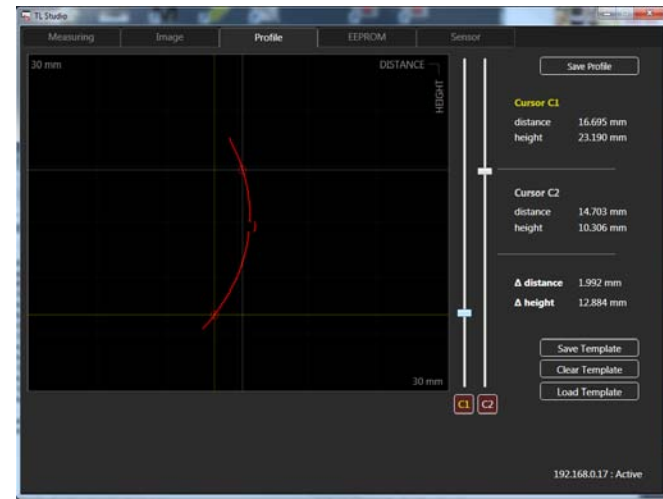 TL Studio
Measuring Image Profile EEPROM Sensor
30 mm
DISTANCE
HEIGHT
30 mm
C1 C2
Save Profile
Cursor C1
distance 16.695 mm
height 23.190 mm
Cursor C2
distance 14.703 mm
height 10.306 mm
Δ distance 1.992 mm
Δ height 12.884 mm
Save Template
Clear Template
Load Template
192.168.0.17 : Active